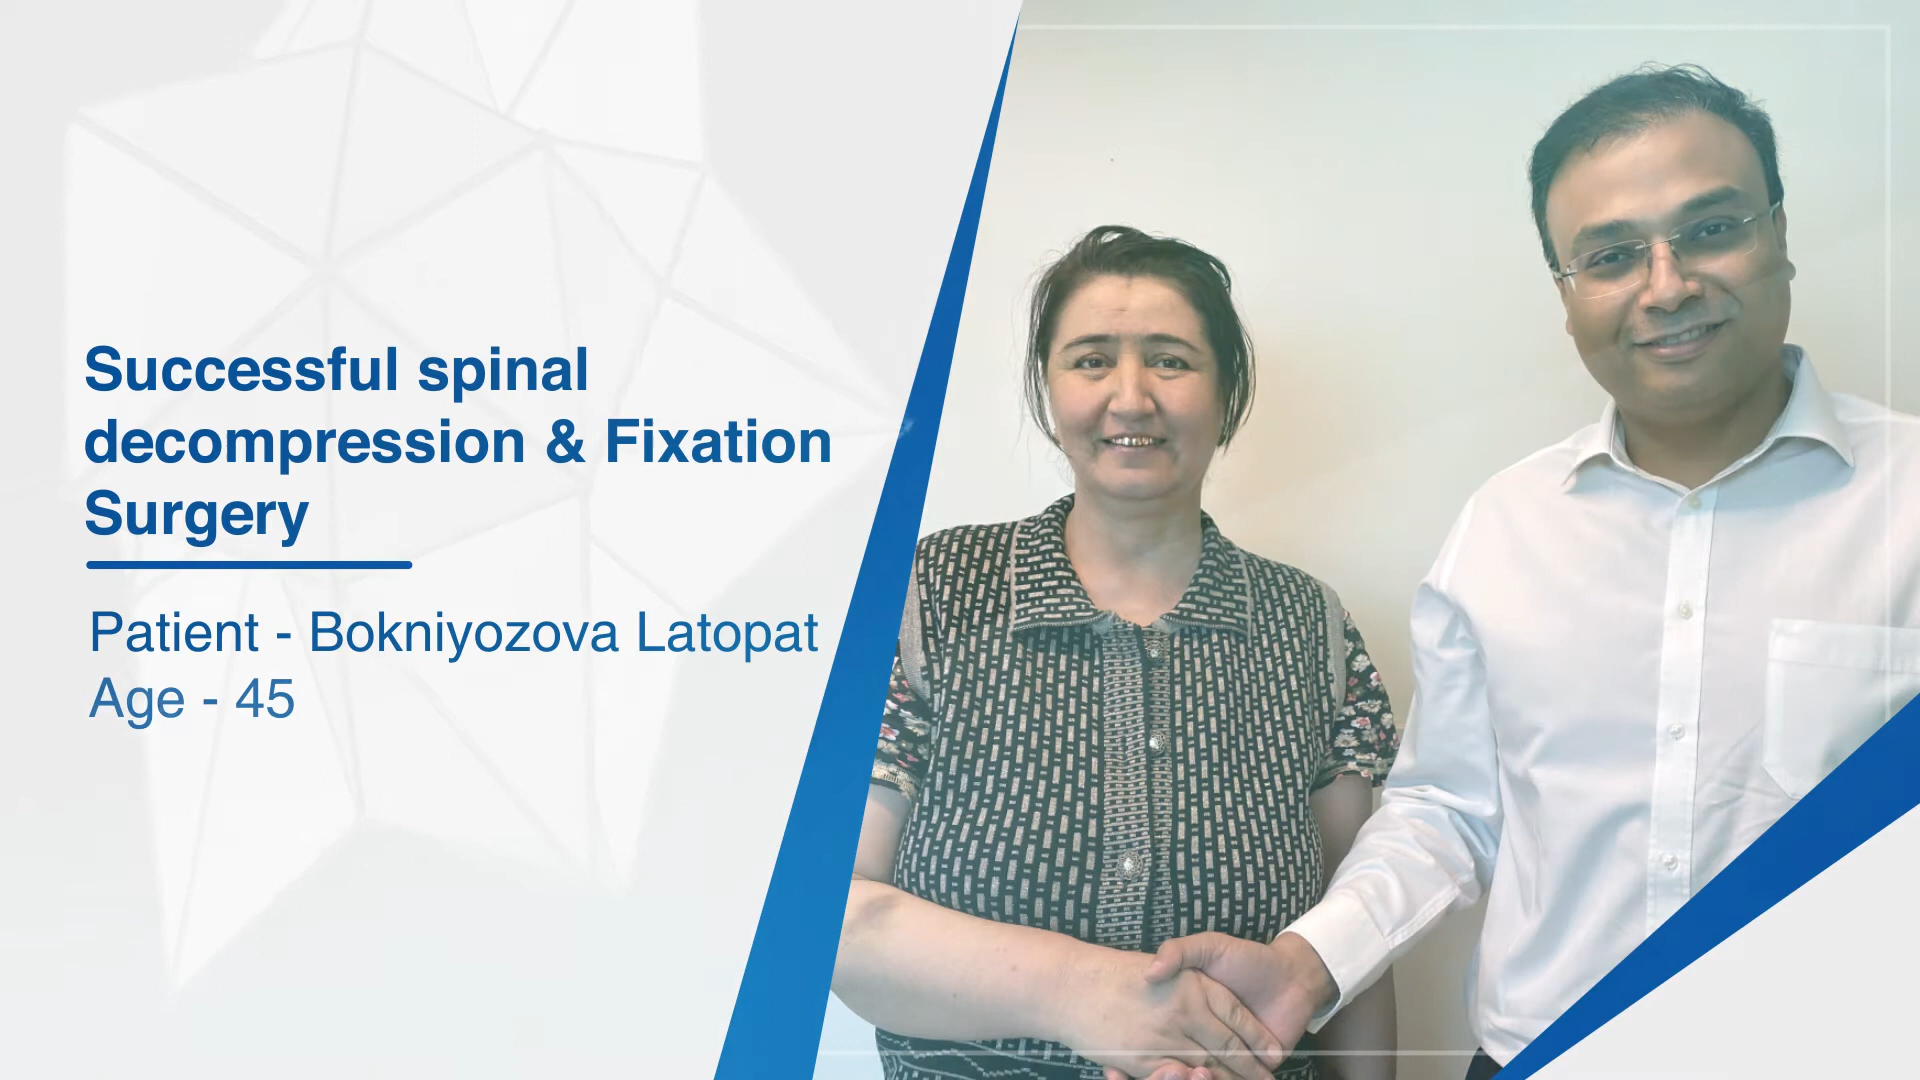 Successful spinal
decompression & Fixation
Surgery
Patient - Bokniyozova Latopat
Age - 45